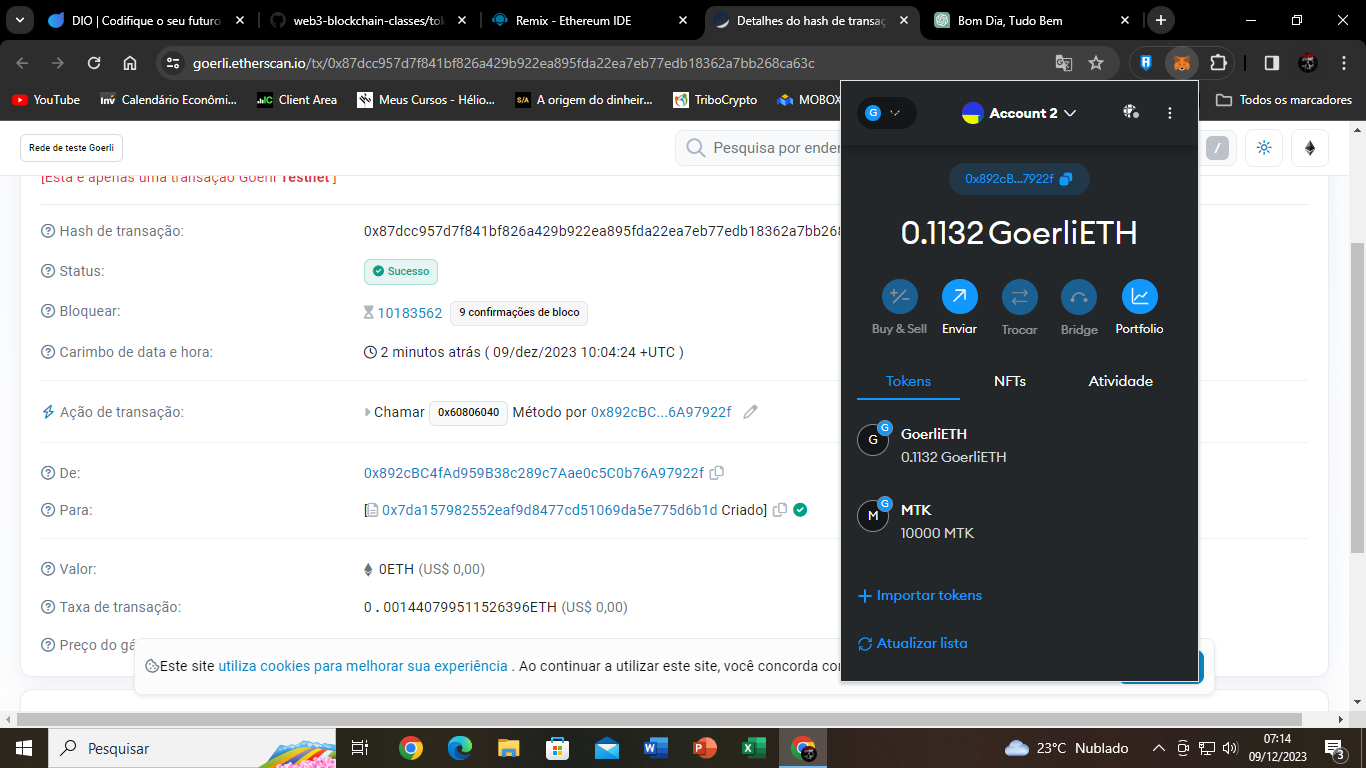 DIO | Codifique o seu futuro
web3-blockchain-classes/tok
Remix - Ethereum IDE
Detalhes do hash de transaç
Bom Dia, Tudo Bem
goerli.etherscan.io/tx/0x87dcc957d7f841bf826a429b922ea895fda22ea7eb77edb18362a7bb268ca63c
YouTube
Calendário Econômi...
Client Area
Meus Cursos - Hélio...
A origem do dinheir...
TriboCrypto
MOBOX
Todos os marcadores
Rede de teste Goerli
Pesquisa por ender
/
[Esta é apenas uma transação Goerli Testnet ]
Hash de transação:
0x87dcc957d7f841bf826a429b922ea895fda22ea7eb77edb18362a7bb268
Status:
Sucesso
Bloquear:
10183562
9 confirmações de bloco
Carimbo de data e hora:
2 minutos atrás ( 09/dez/2023 10:04:24 +UTC )
Ação de transação:
Chamar 0x60806040 Método por 0x892cBC...6A97922f
De:
0x892cBC4fAd959B38c289c7Aae0c5C0b76A97922f
Para:
[ 0x7da157982552eaf9d8477cd51069da5e775d6b1d Criado]
Valor:
0ETH (US$ 0,00)
Taxa de transação:
0.001440799511526396ETH (US$ 0,00)
Preço do gá
Este site utiliza cookies para melhorar sua experiência . Ao continuar a utilizar este site, você concorda co
G
Account 2
0x892cB...7922f
0.1132 GoerliETH
Buy & Sell
Enviar
Trocar
Bridge
Portfolio
Tokens
NFTs
Atividade
G
G
GoerliETH
0.1132 GoerliETH
M
G
MTK
10000 MTK
Importar tokens
Atualizar lista
Pesquisar
23°C Nublado
07:14
09/12/2023
3